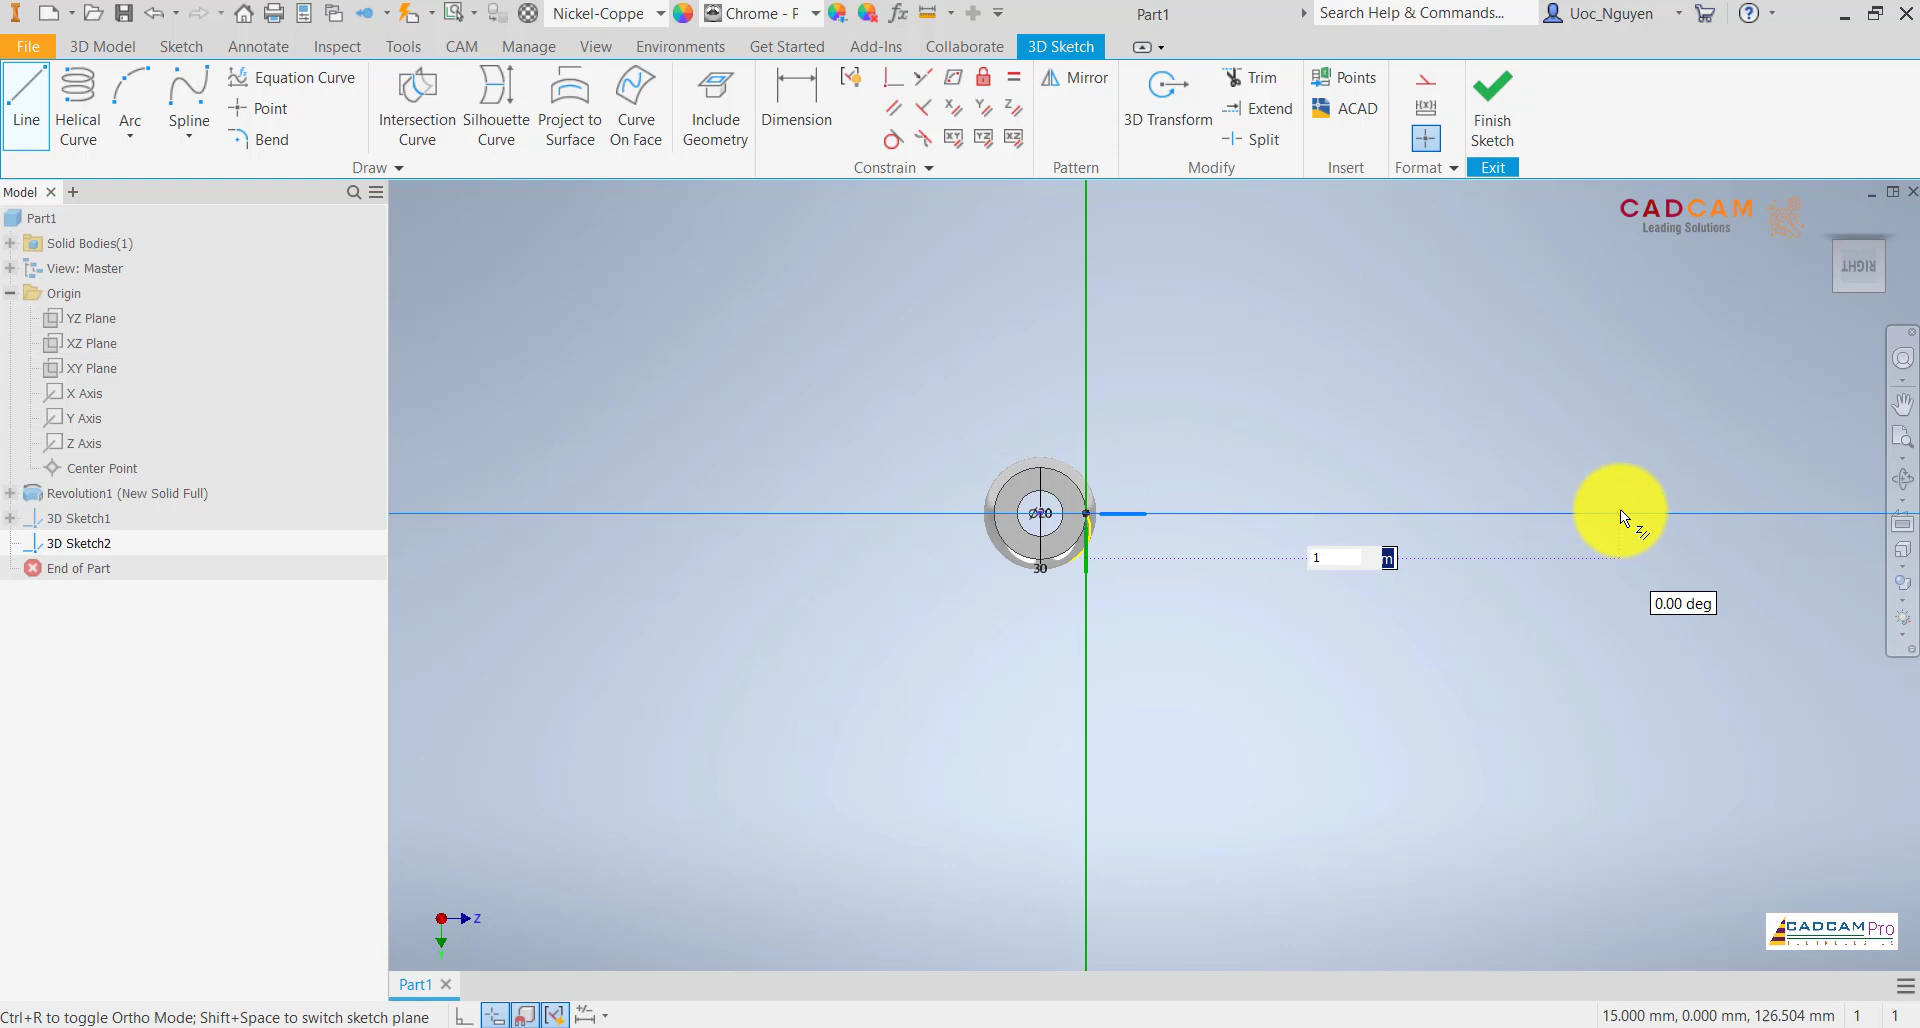 Nickel-Coppe
Chrome - F
Part1
Search Help & Commands...
Uoc_Nguyen
File
3D Model
Sketch
Annotate
Inspect
Tools
CAM
Manage
View
Environments
Get Started
Add-Ins
Collaborate
3D Sketch
Line
Helical
Curve
Arc
Spline
Equation Curve
Point
Bend
Intersection
Curve
Silhouette
Curve
Project to
Surface
Curve
On Face
Include
Geometry
Dimension
Mirror
3D Transform
Trim
Extend
Split
Points
ACAD
Finish
Sketch
Draw
Constrain
Pattern
Modify
Insert
Format
Exit
Model
Part1
Solid Bodies(1)
View: Master
Origin
YZ Plane
XZ Plane
XY Plane
X Axis
Y Axis
Z Axis
Center Point
Revolution1 (New Solid Full)
3D Sketch1
3D Sketch2
End of Part
CADCAM
Leading Solutions
RIGHT
Ø20
30
1 m
0.00 deg
Z
Y
CADCAM Pro
Part1
Ctrl+R to toggle Ortho Mode; Shift+Space to switch sketch plane
15.000 mm, 0.000 mm, 126.504 mm 1 1